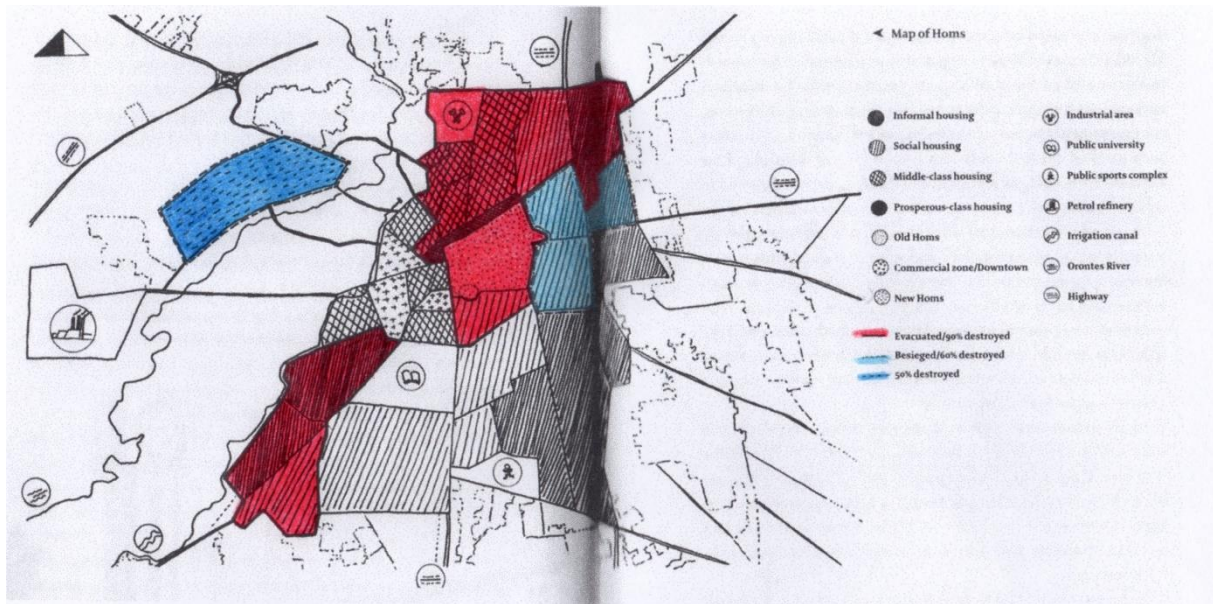 Map of Homs
Informal housing
Social housing
Middle-class housing
Prosperous-class housing
Old Homs
Commercial zone/Downtown
New Homs
Industrial area
Public university
Public sports complex
Petrol refinery
Irrigation canal
Orontes River
Highway
Evacuated/90% destroyed
Besieged/60% destroyed
50% destroyed